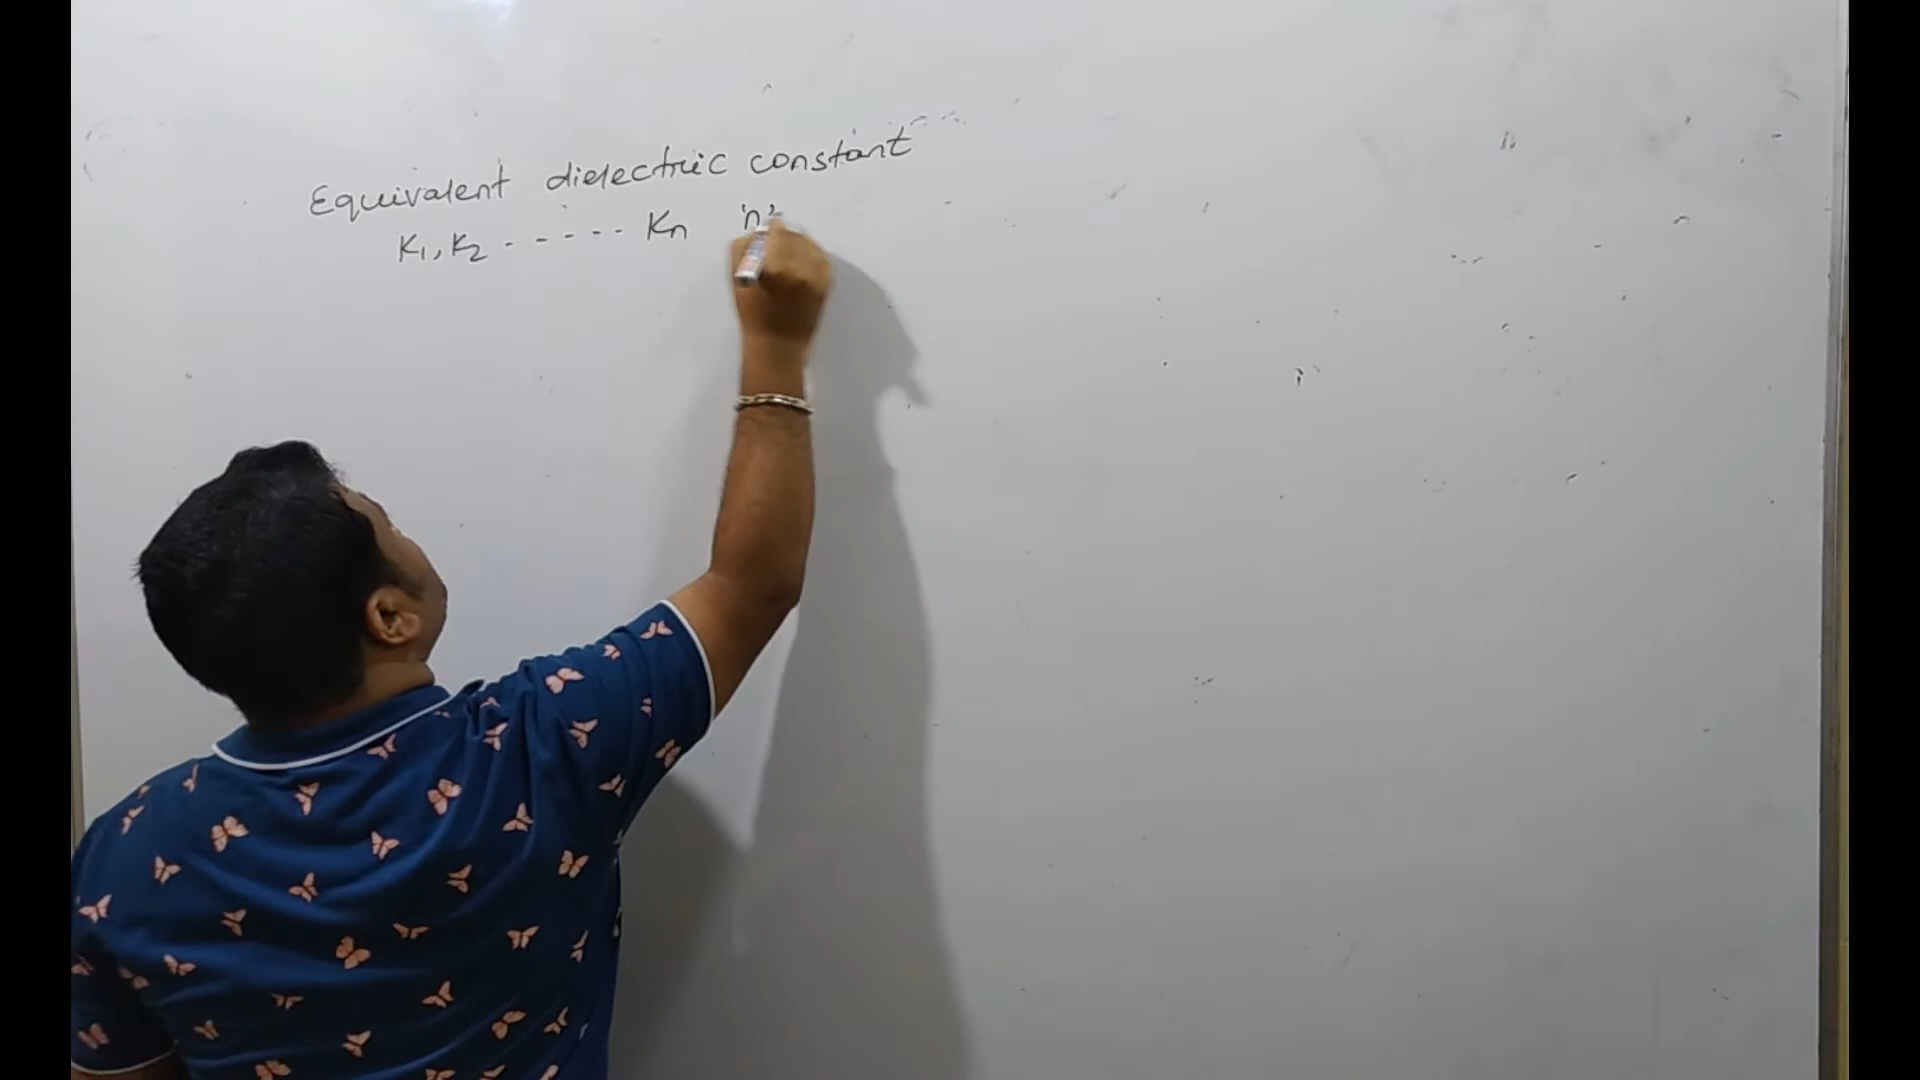 Equivalent dielectric constant
K1, K2 - - - - - Kn 'n'